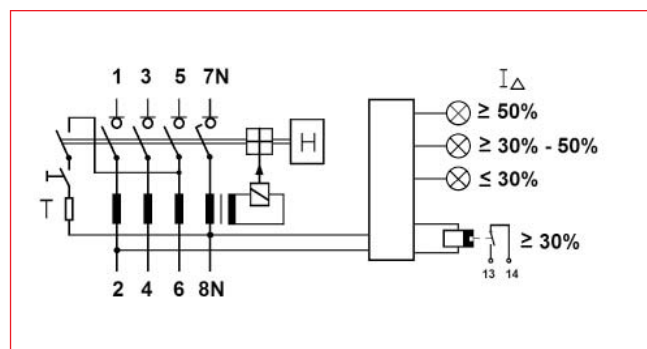 1 3 5 7N
I△
≥ 50%
≥ 30% - 50%
≤ 30%
H
T
≥ 30%
13 14
2 4 6 8N